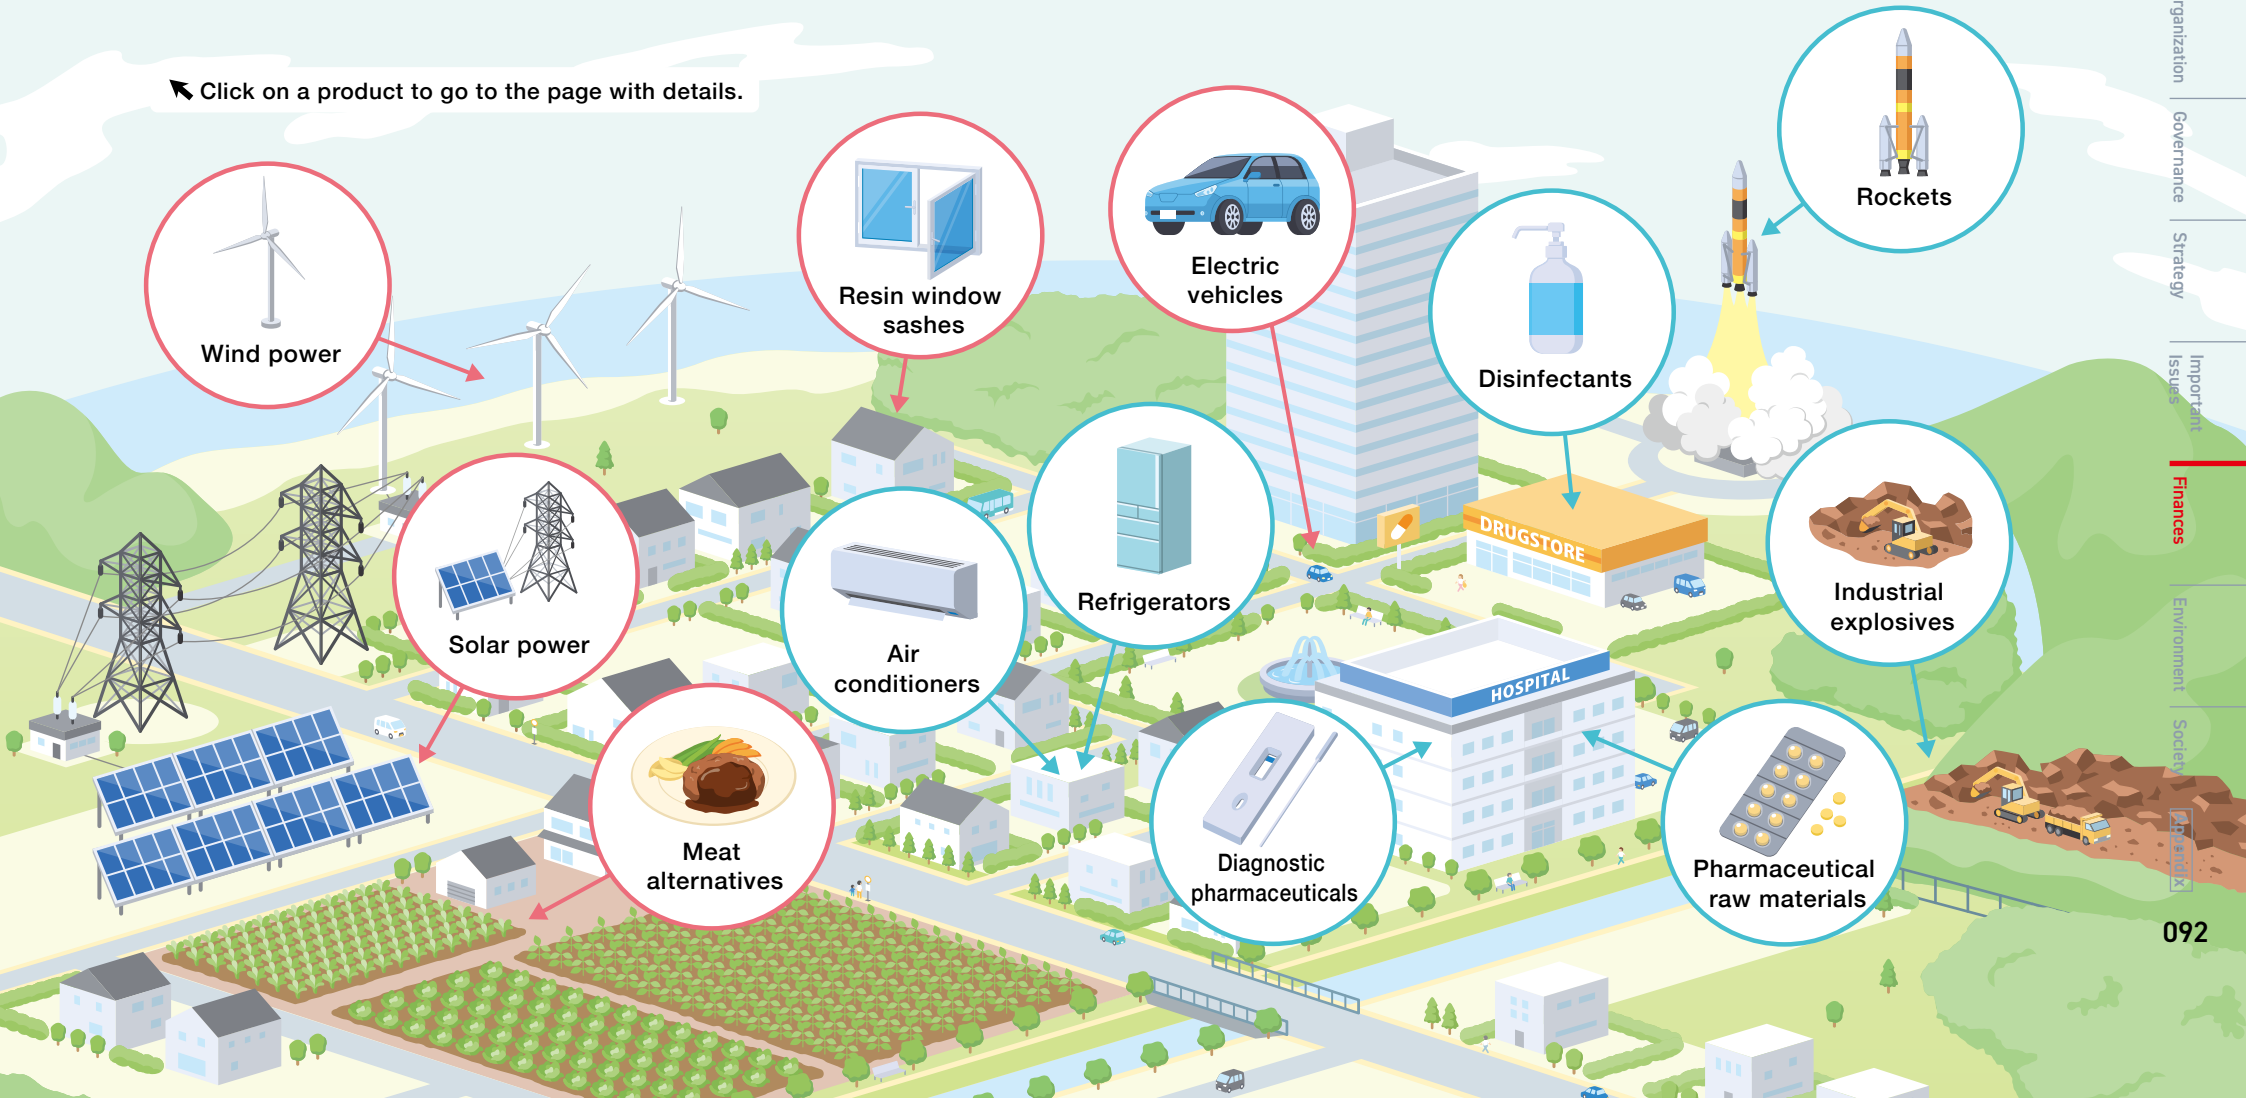 Click on a product to go to the page with details.
Rockets
Electric
vehicles
Resin window
sashes
Wind power
Disinfectants
Refrigerators
Industrial
explosives
Solar power
Air
conditioners
DRUGSTORE
HOSPITAL
Meat
alternatives
Diagnostic
pharmaceuticals
Pharmaceutical
raw materials
rganization
Governance
Strategy
Important
Issues
Finances
Environment
Society
Appendix
092